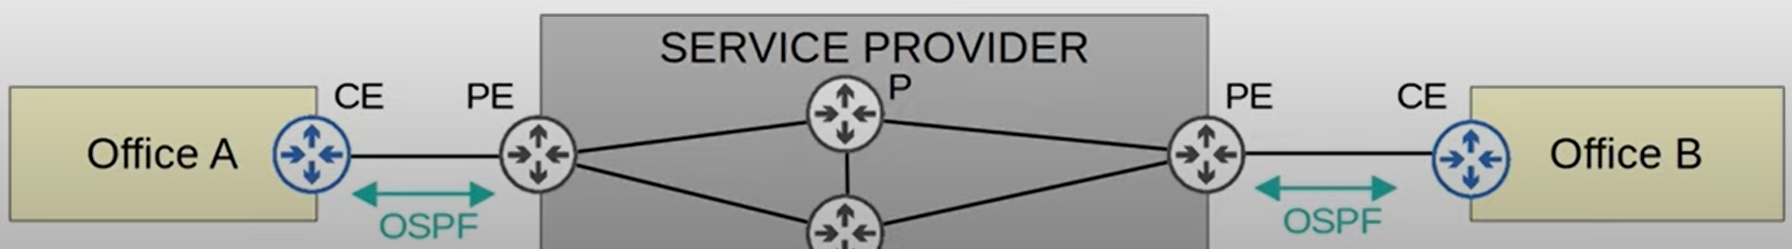 SERVICE PROVIDER
P
CE
PE
PE
CE
Office A
Office B
OSPF
OSPF